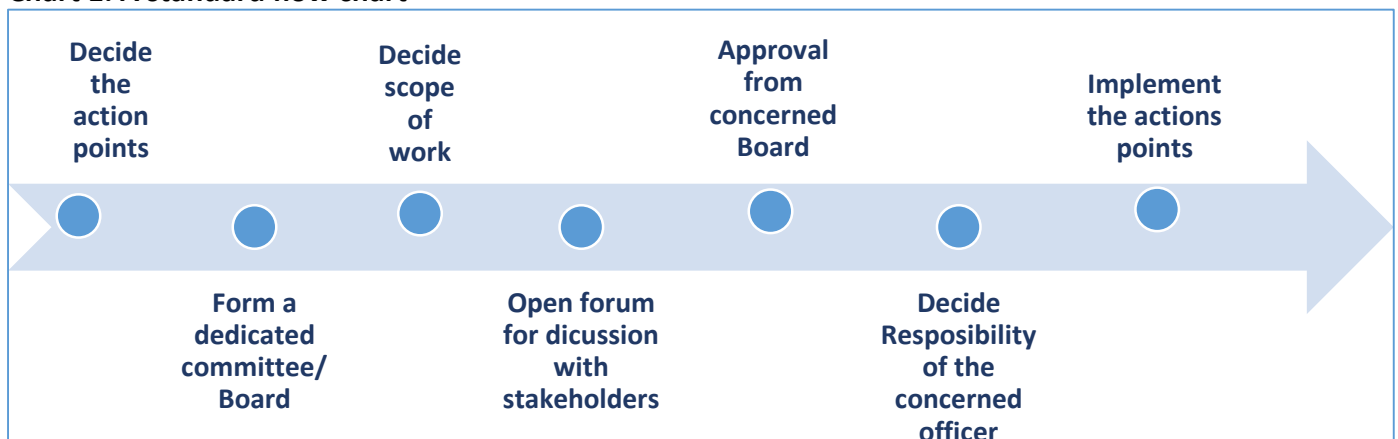 Decide
the
action
points
Form a
dedicated
committee/
Board
Decide
scope
of
work
Open forum
for dicussion
with
stakeholders
Approval
from
concerned
Board
Decide
Resposibility
of the
concerned
officer
Implement
the actions
points